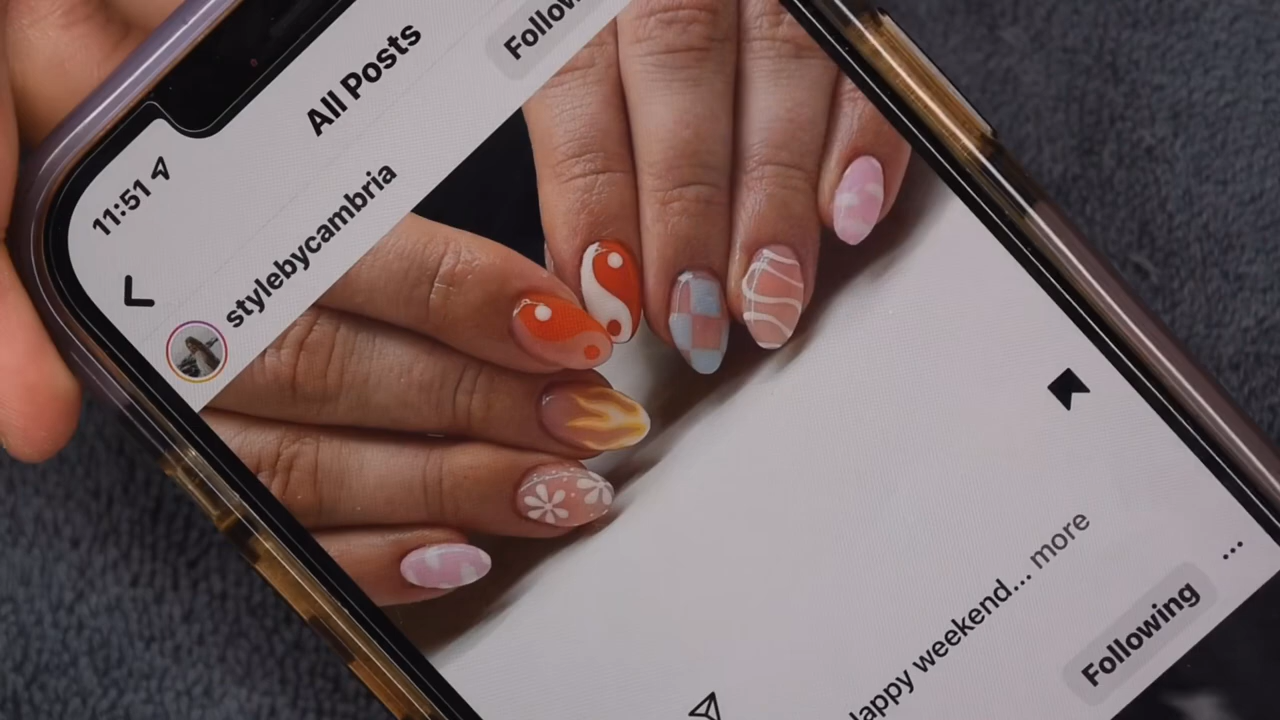 11:51
All Posts
Follow
stylebycambria
appy weekend... more
Following